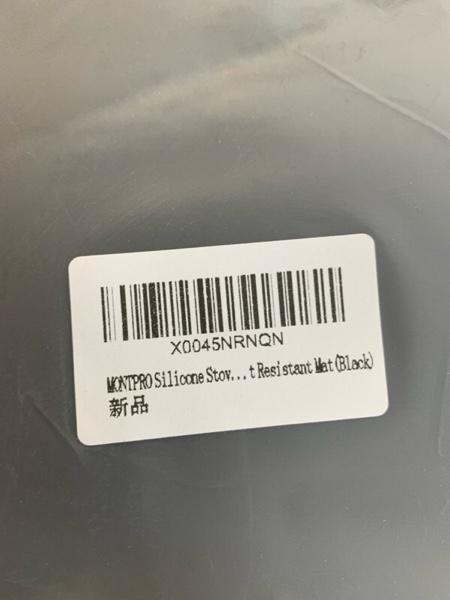 X0045NRNQN
MONTPRO Silicone Stov...t Resistant Mat(Black)
新品